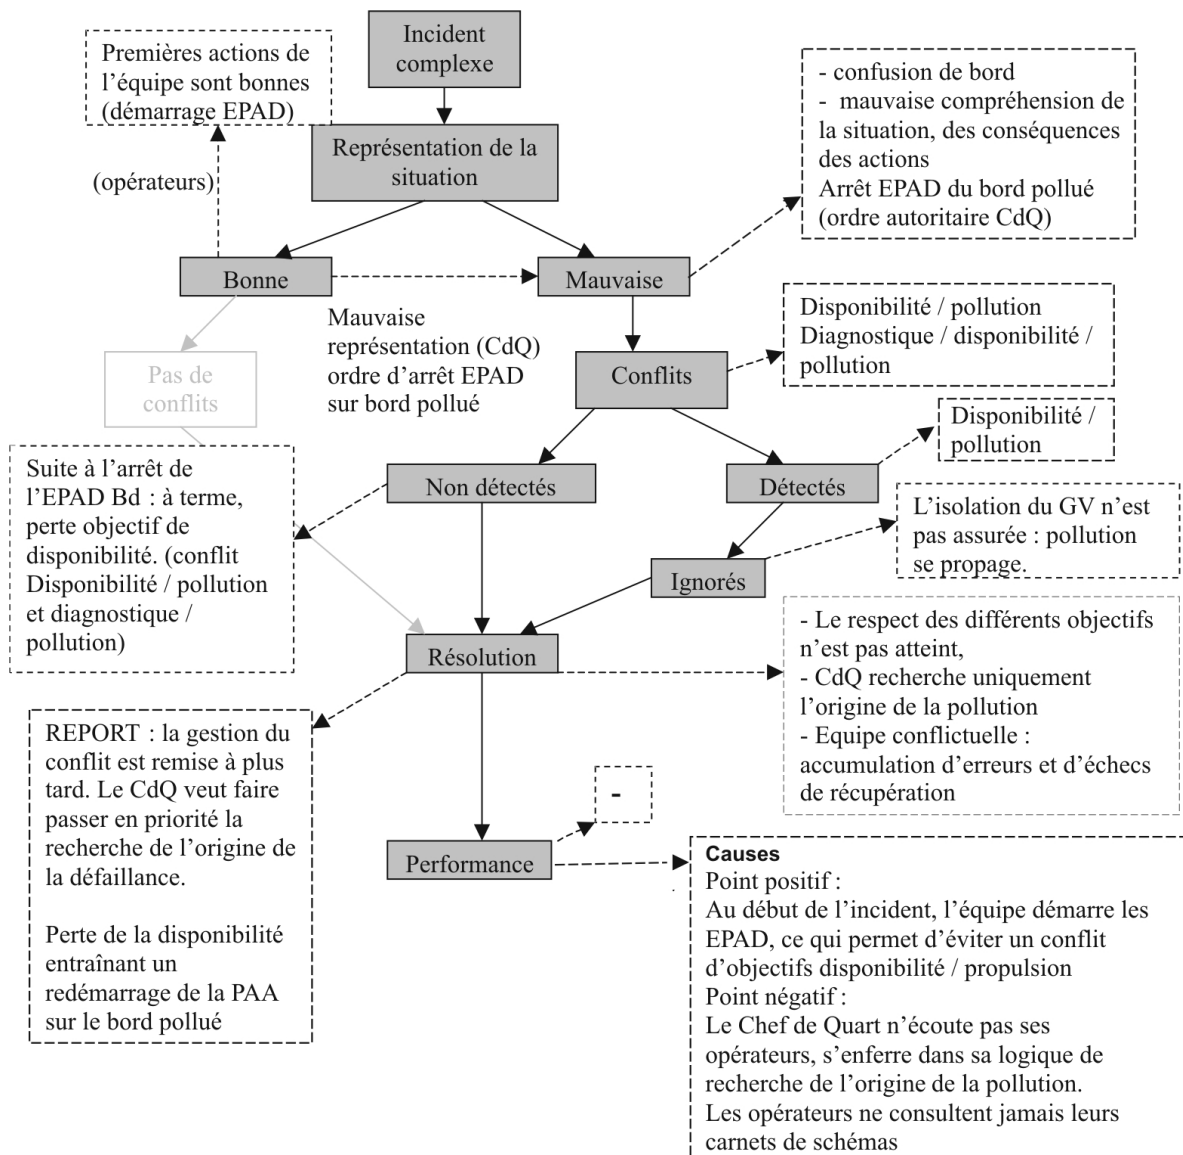 Incident
complexe
Premières actions de
l’équipe sont bonnes
(démarrage EPAD)
- confusion de bord
- mauvaise compréhension de
la situation, des conséquences
des actions
Arrêt EPAD du bord pollué
(ordre autoritaire CdQ)
Représentation de la
situation
(opérateurs)
Bonne
Mauvaise
Mauvaise
représentation (CdQ)
ordre d’arrêt EPAD
sur bord pollué
Disponibilité / pollution
Diagnostique / disponibilité /
pollution
Pas de
conflits
Conflits
Disponibilité /
pollution
Suite à l’arrêt de
l’EPAD Bd : à terme,
perte objectif de
disponibilité. (conflit
Disponibilité / pollution
et diagnostique /
pollution)
Non détectés
Détectés
L’isolation du GV n’est
pas assurée : pollution
se propage.
Ignorés
Résolution
- Le respect des différents objectifs
n’est pas atteint,
- CdQ recherche uniquement
l’origine de la pollution
- Equipe conflictuelle :
accumulation d’erreurs et d’échecs
de récupération
REPORT : la gestion du
conflit est remise à plus
tard. Le CdQ veut faire
passer en priorité la
recherche de l’origine de
la défaillance.
Perte de la disponibilité
entraînant un
redémarrage de la PAA
sur le bord pollué
-
Performance
Causes
Point positif :
Au début de l’incident, l’équipe démarre les
EPAD, ce qui permet d’éviter un conflit
d’objectifs disponibilité / propulsion
Point négatif :
Le Chef de Quart n’écoute pas ses
opérateurs, s’enferre dans sa logique de
recherche de l’origine de la pollution.
Les opérateurs ne consultent jamais leurs
carnets de schémas